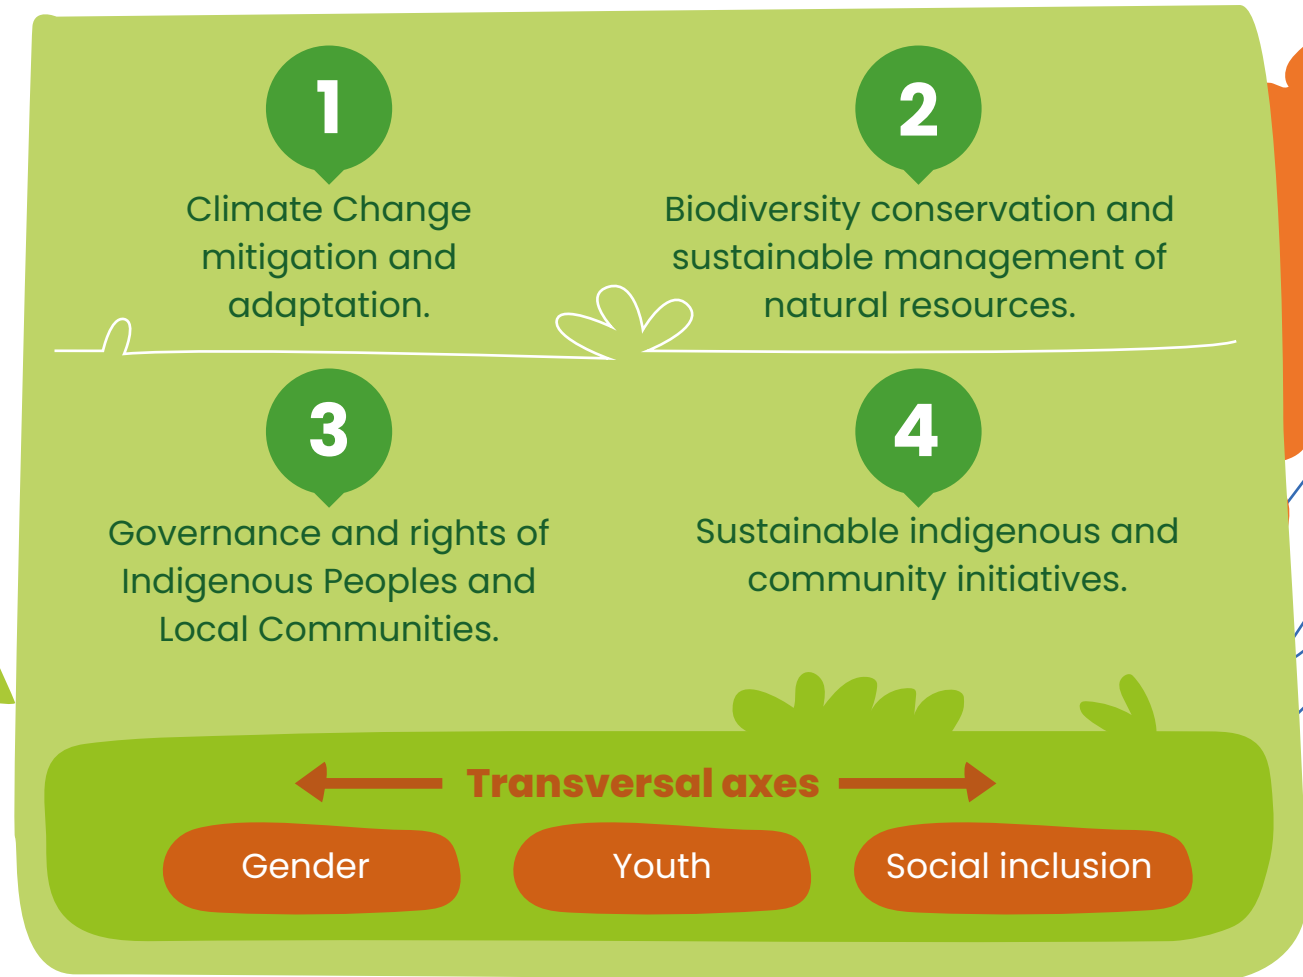 1
Climate Change
mitigation and
adaptation.
2
Biodiversity conservation and
sustainable management of
natural resources.
3
Governance and rights of
Indigenous Peoples and
Local Communities.
4
Sustainable indigenous and
community initiatives.
Transversal axes
Gender
Youth
Social inclusion